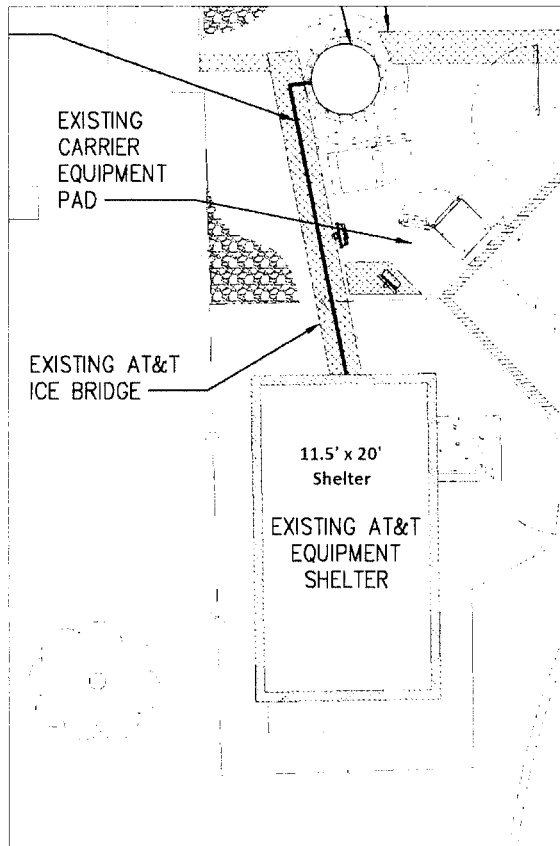 EXISTING
CARRIER
EQUIPMENT
PAD
EXISTING AT&T
ICE BRIDGE
11.5' x 20'
Shelter
EXISTING AT&T
EQUIPMENT
SHELTER